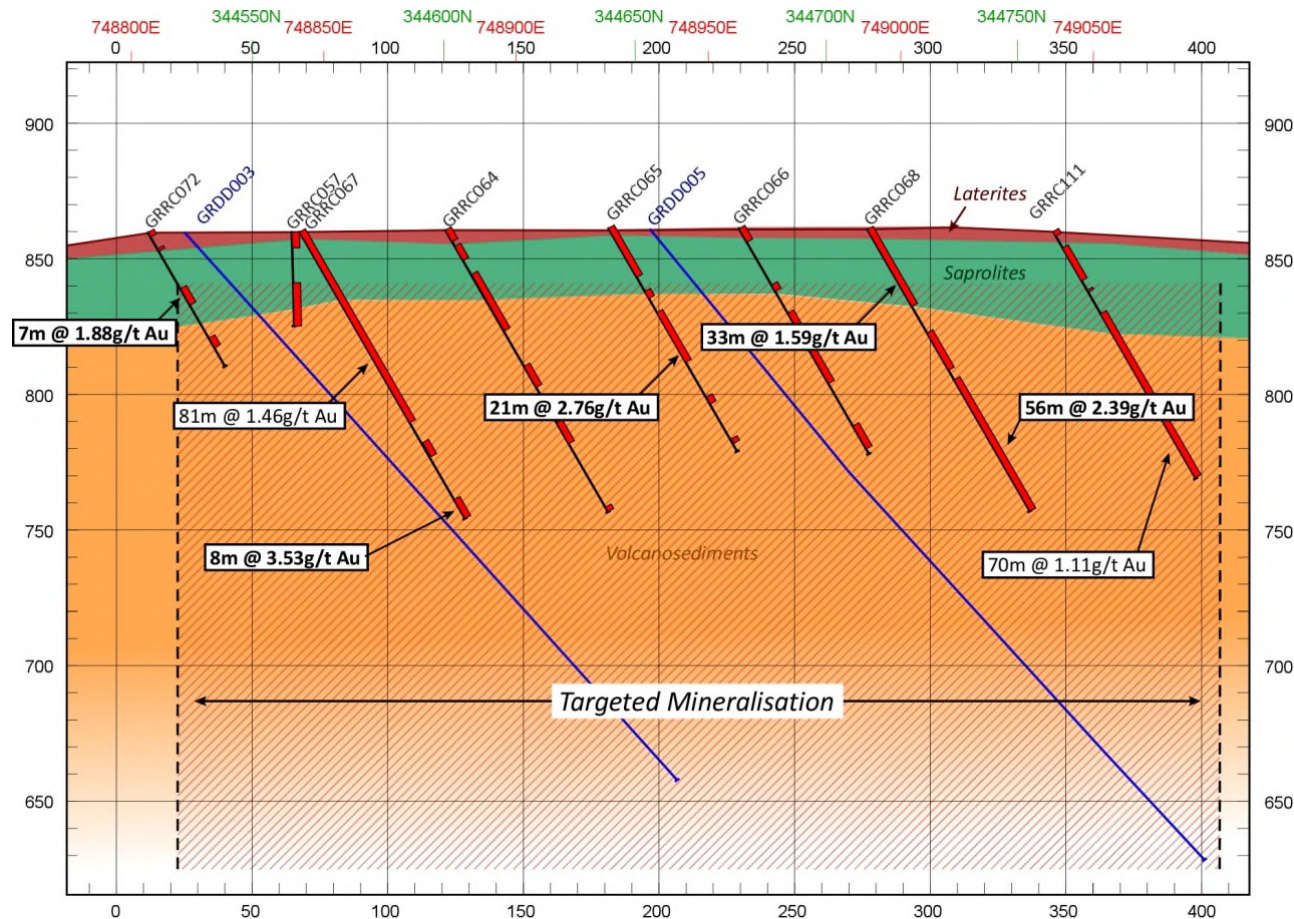 344550N 344600N 344650N 344700N 344750N
748800E 748850E 748900E 748950E 749000E 749050E
0 50 100 150 200 250 300 350 400
900 900
GRRC072 GRDD003 GRRC057 GRRC067 GRRC064 GRRC065 GRDD005 GRRC066 GRRC068 GRRC111
Laterites
850 850
Saprolites
7m @ 1.88g/t Au
33m @ 1.59g/t Au
800 800
81m @ 1.46g/t Au
21m @ 2.76g/t Au
56m @ 2.39g/t Au
750 750
8m @ 3.53g/t Au
Volcanosediments
70m @ 1.11g/t Au
700 700
Targeted Mineralisation
650 650
0 50 100 150 200 250 300 350 400